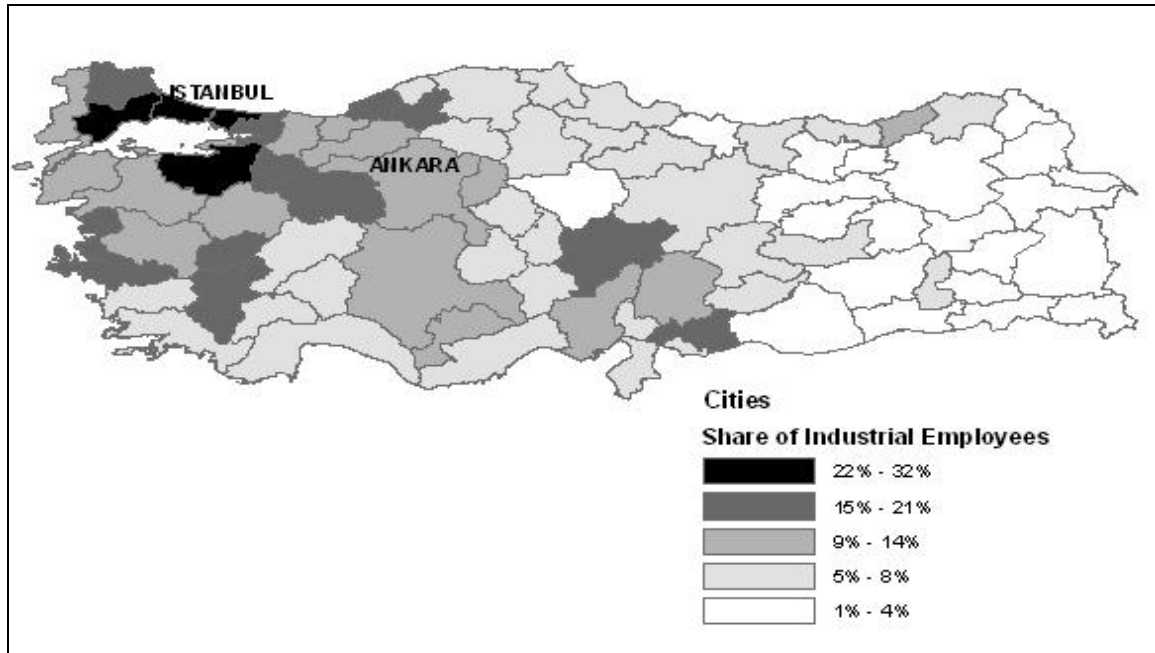 ISTANBUL
ANKARA
Cities
Share of Industrial Employees
22% - 32%
15% - 21%
9% - 14%
5% - 8%
1% - 4%